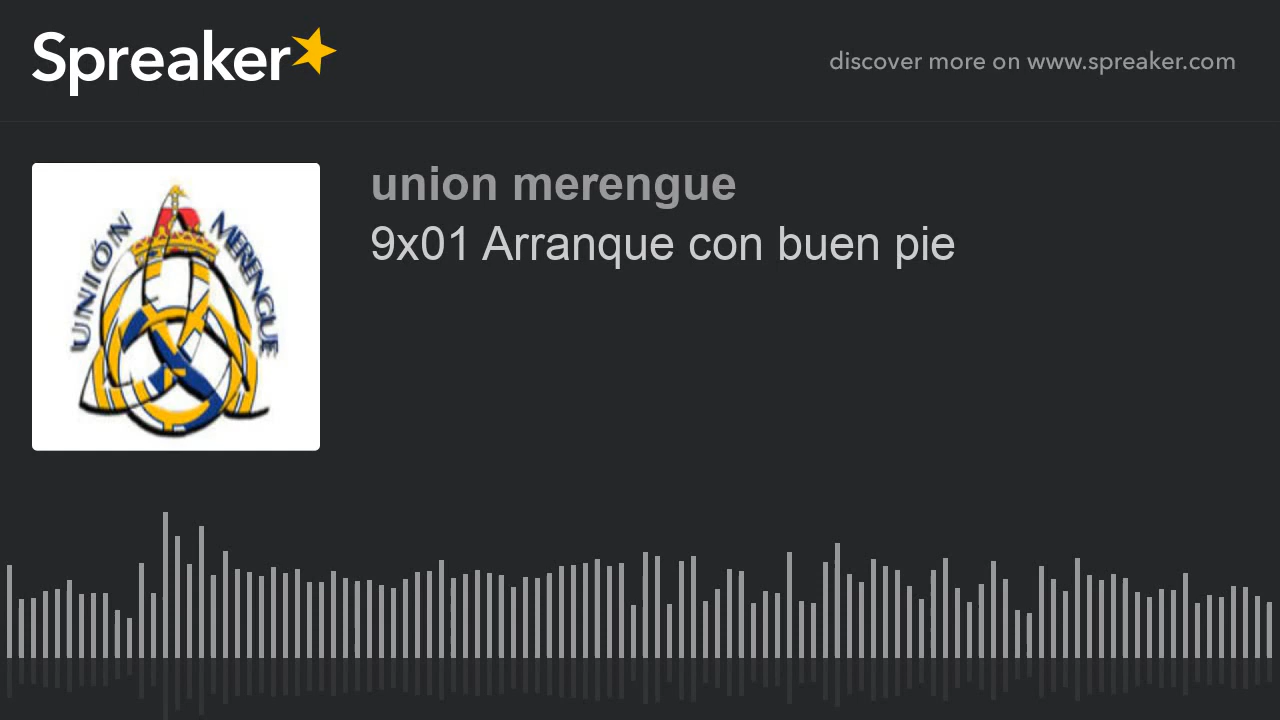 Spreaker
discover more on www.spreaker.com
UNIÓN MERENGUE
union merengue
9x01 Arranque con buen pie